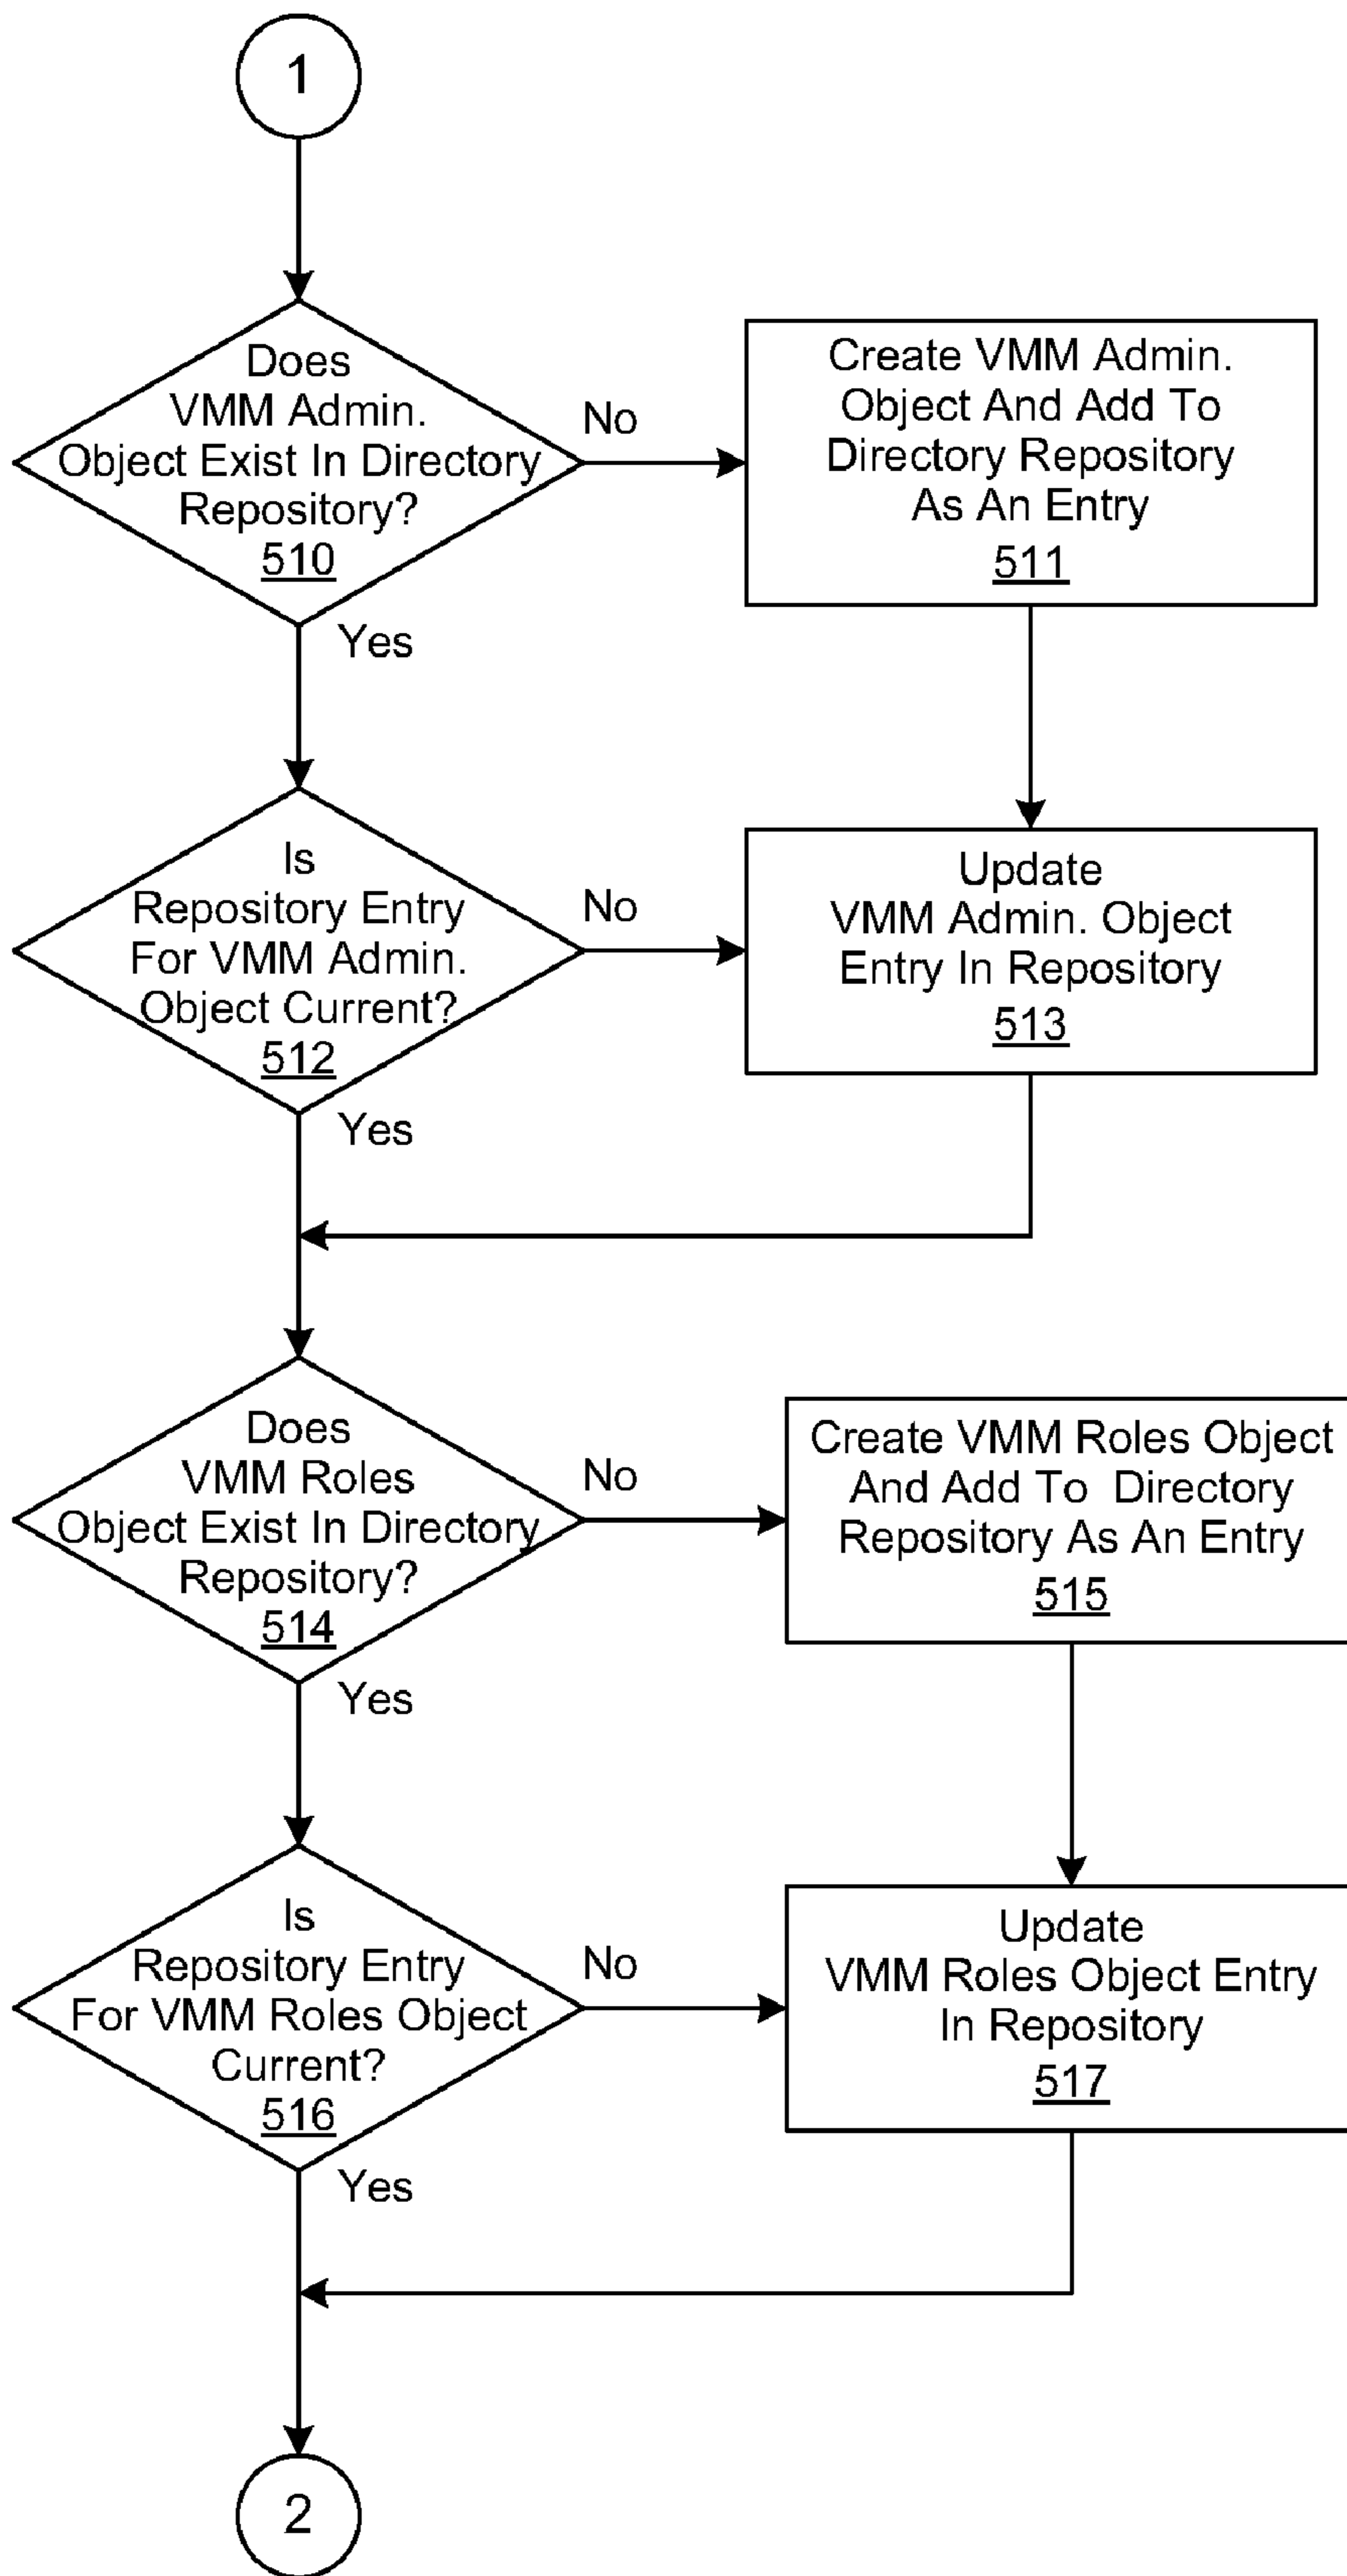 1
Does
VMM Admin.
Object Exist In Directory
Repository?
510
No
Create VMM Admin.
Object And Add To
Directory Repository
As An Entry
511
Yes
Is
Repository Entry
For VMM Admin.
Object Current?
512
No
Update
VMM Admin. Object
Entry In Repository
513
Yes
Does
VMM Roles
Object Exist In Directory
Repository?
514
No
Create VMM Roles Object
And Add To Directory
Repository As An Entry
515
Yes
Is
Repository Entry
For VMM Roles Object
Current?
516
No
Update
VMM Roles Object Entry
In Repository
517
Yes
2